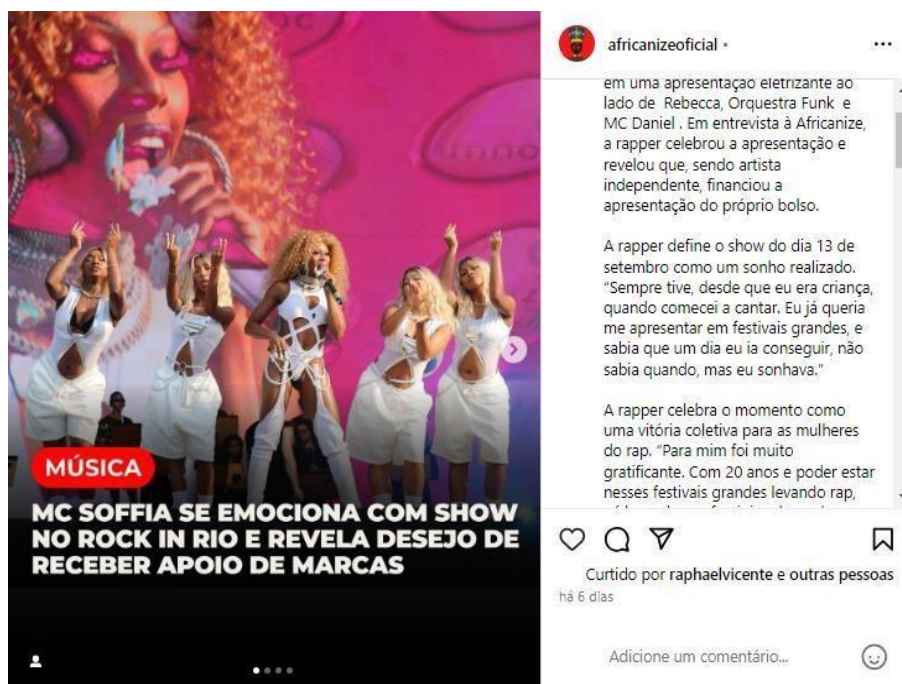 MÚSICA
MC SOFFIA SE EMOCIONA COM SHOW
NO ROCK IN RIO E REVELA DESEJO DE
RECEBER APOIO DE MARCAS
africanizeoficial •
em uma apresentação eletrizante ao
lado de Rebecca, Orquestra Funk e
MC Daniel . Em entrevista à Africanize,
a rapper celebrou a apresentação e
revelou que, sendo artista
independente, financiou a
apresentação do próprio bolso.
A rapper define o show do dia 13 de
setembro como um sonho realizado.
“Sempre tive, desde que eu era criança,
quando comecei a cantar. Eu já queria
me apresentar em festivais grandes, e
sabia que um dia eu ia conseguir, não
sabia quando, mas eu sonhava.”
A rapper celebra o momento como
uma vitória coletiva para as mulheres
do rap. “Para mim foi muito
gratificante. Com 20 anos e poder estar
nesses festivais grandes levando rap,
Curtido por raphaelvicente e outras pessoas
há 6 dias
Adicione um comentário...